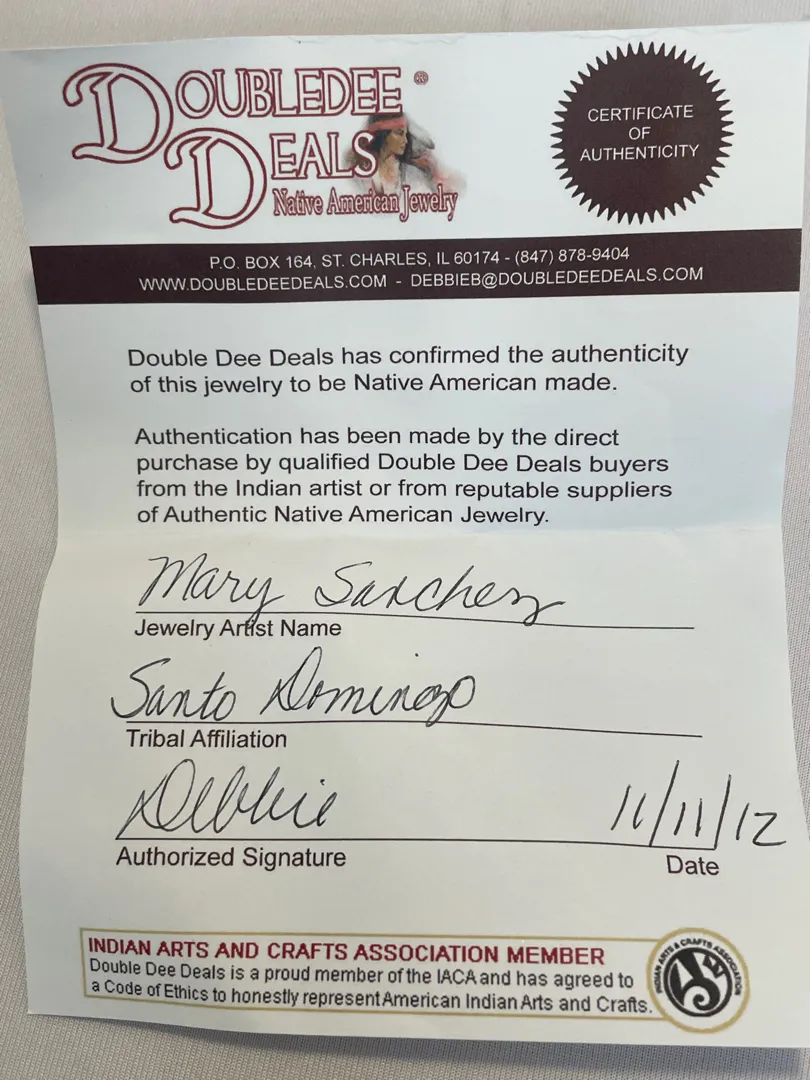 DOUBLEDEE ®
DEALS
Native American Jewelry
CERTIFICATE
OF
AUTHENTICITY
P.O. BOX 164, ST. CHARLES, IL 60174 - (847) 878-9404
WWW.DOUBLEDEEDEALS.COM - DEBBIEB@DOUBLEDEEDEALS.COM
Double Dee Deals has confirmed the authenticity
of this jewelry to be Native American made.
Authentication has been made by the direct
purchase by qualified Double Dee Deals buyers
from the Indian artist or from reputable suppliers
of Authentic Native American Jewelry.
Mary Sanchez
Jewelry Artist Name
Santo Domingo
Tribal Affiliation
Debbie 11/11/12
Authorized Signature Date
INDIAN ARTS AND CRAFTS ASSOCIATION MEMBER
Double Dee Deals is a proud member of the IACA and has agreed to
a Code of Ethics to honestly represent American Indian Arts and Crafts.
INDIAN ARTS & CRAFTS ASSOCIATION